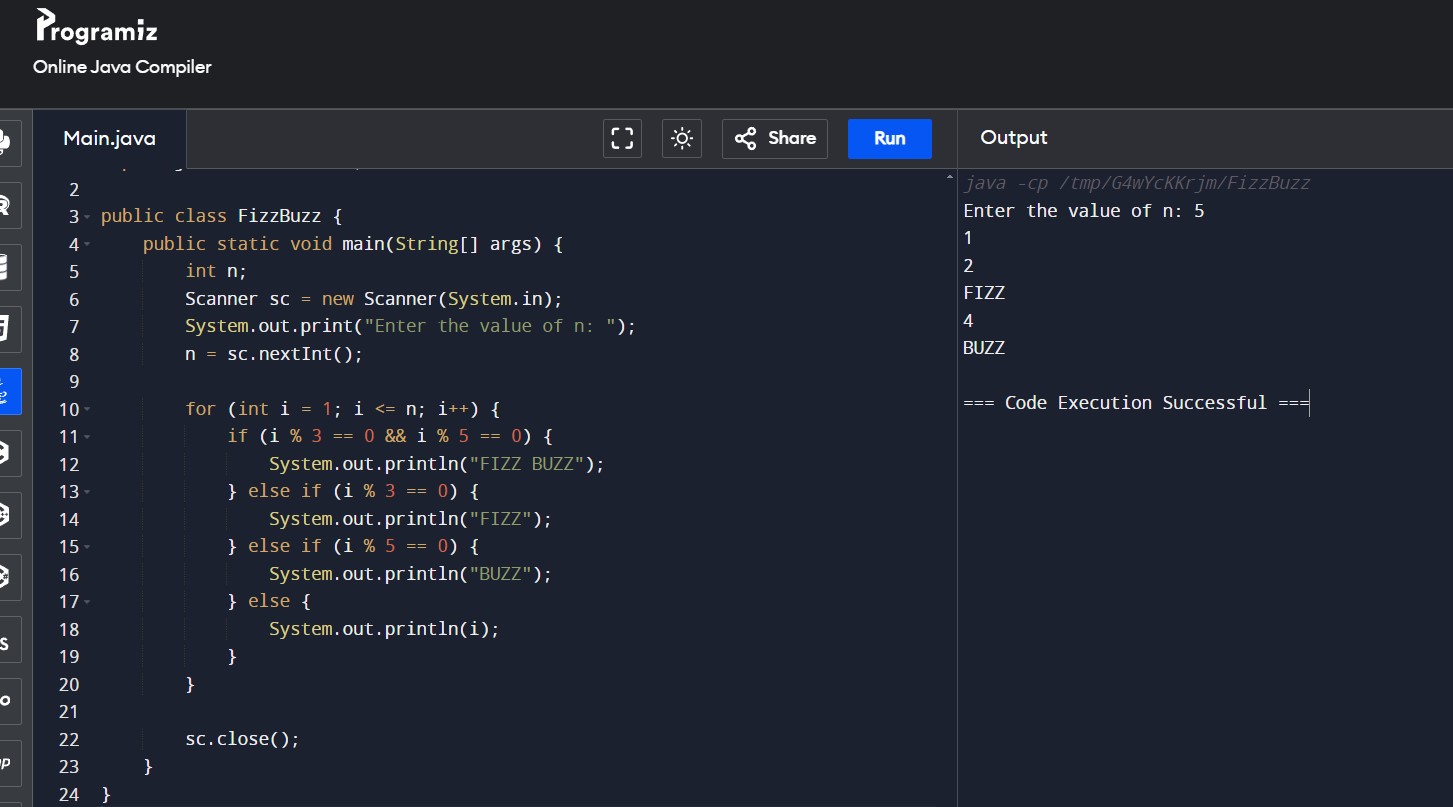 Programiz
Online Java Compiler
Main.java
Share
Run
Output
2
3 public class FizzBuzz {
4 public static void main(String[] args) {
5 int n;
6 Scanner sc = new Scanner(System.in);
7 System.out.print("Enter the value of n: ");
8 n = sc.nextInt();
9
10 for (int i = 1; i <= n; i++) {
11 if (i % 3 == 0 && i % 5 == 0) {
12 System.out.println("FIZZ BUZZ");
13 } else if (i % 3 == 0) {
14 System.out.println("FIZZ");
15 } else if (i % 5 == 0) {
16 System.out.println("BUZZ");
17 } else {
18 System.out.println(i);
19 }
20 }
21
22 sc.close();
23 }
24 }
java -cp /tmp/G4wYcKKrjm/FizzBuzz
Enter the value of n: 5
1
2
FIZZ
4
BUZZ
=== Code Execution Successful ===